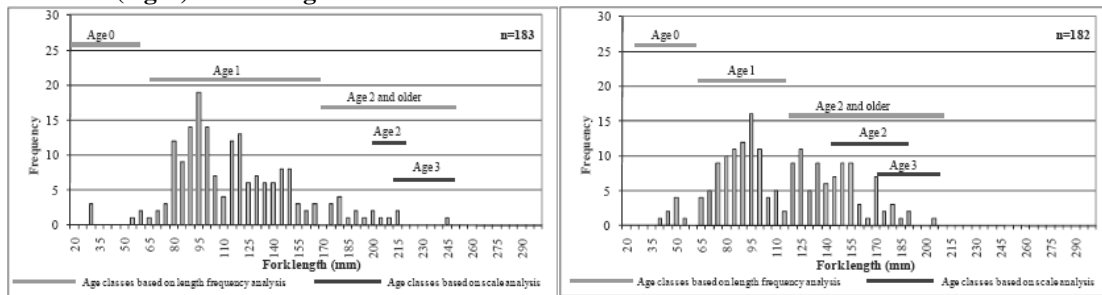 30
25
20
15
10
5
0
Frequency
Age 0
n=183
Age 1
Age 2 and older
Age 2
Age 3
20 35 50 65 80 95 110 125 140 155 170 185 200 215 230 245 260 275 290
Fork length (mm)
Age classes based on length frequency analysis
Age classes based on scale analysis
30
25
20
15
10
5
0
Frequency
Age 0
n=182
Age 1
Age 2 and older
Age 2
Age 3
20 35 50 65 80 95 110 125 140 155 170 185 200 215 230 245 260 275 290
Fork length (mm)
Age classes based on length frequency analysis
Age classes based on scale analysis